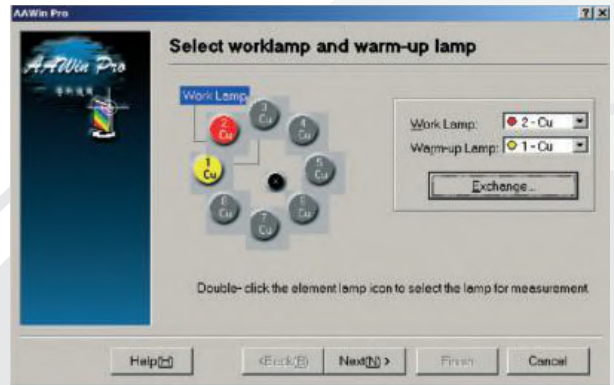 AAWin Pro
Select worklamp and warm-up lamp
AAWin Pro
Work Lamp
3
Cu
2
Cu
4
Cu
1
Cu
5
Cu
8
Cu
6
Cu
7
Cu
Work Lamp: 2 - Cu
Warm-up Lamp: 1 - Cu
Exchange...
Double- click the element lamp icon to select the lamp for measurement
Help(H) <Back(B) Next(N) > Finish Cancel